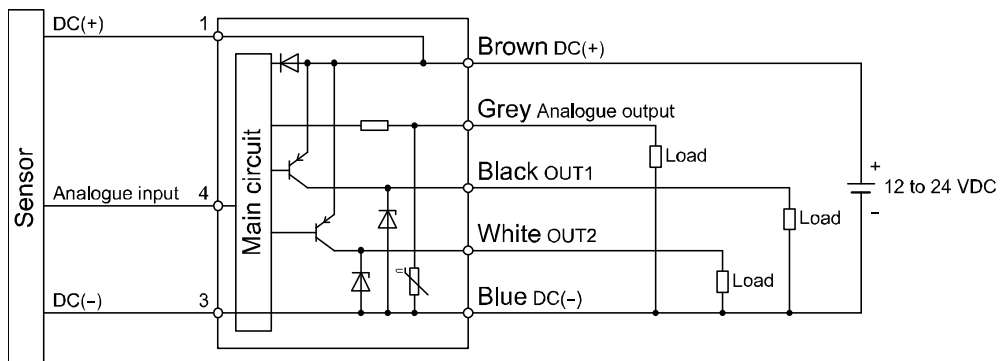 DC(+) 1
Brown DC(+)
Grey Analogue output
Load
Sensor
Main circuit
Black OUT1
Analogue input 4
+
12 to 24 VDC
−
Load
White OUT2
Load
DC(−) 3
Blue DC(−)